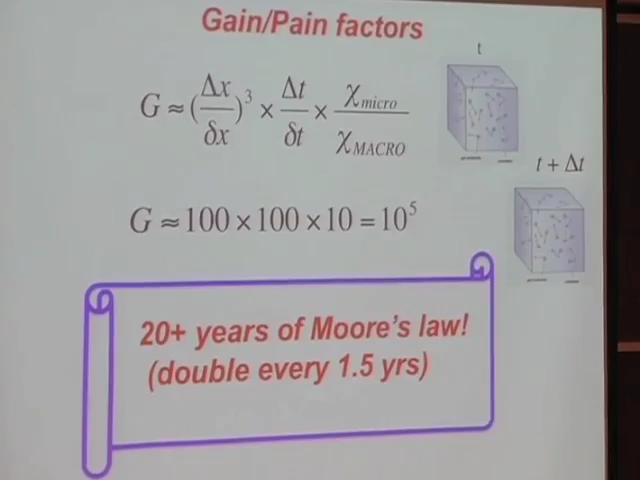 Gain/Pain factors
t
G ≈ (Δx/δx)³ × Δt/δt × χmicro/χMACRO
t + Δt
G ≈ 100 × 100 × 10 = 10⁵
20+ years of Moore's law!
(double every 1.5 yrs)